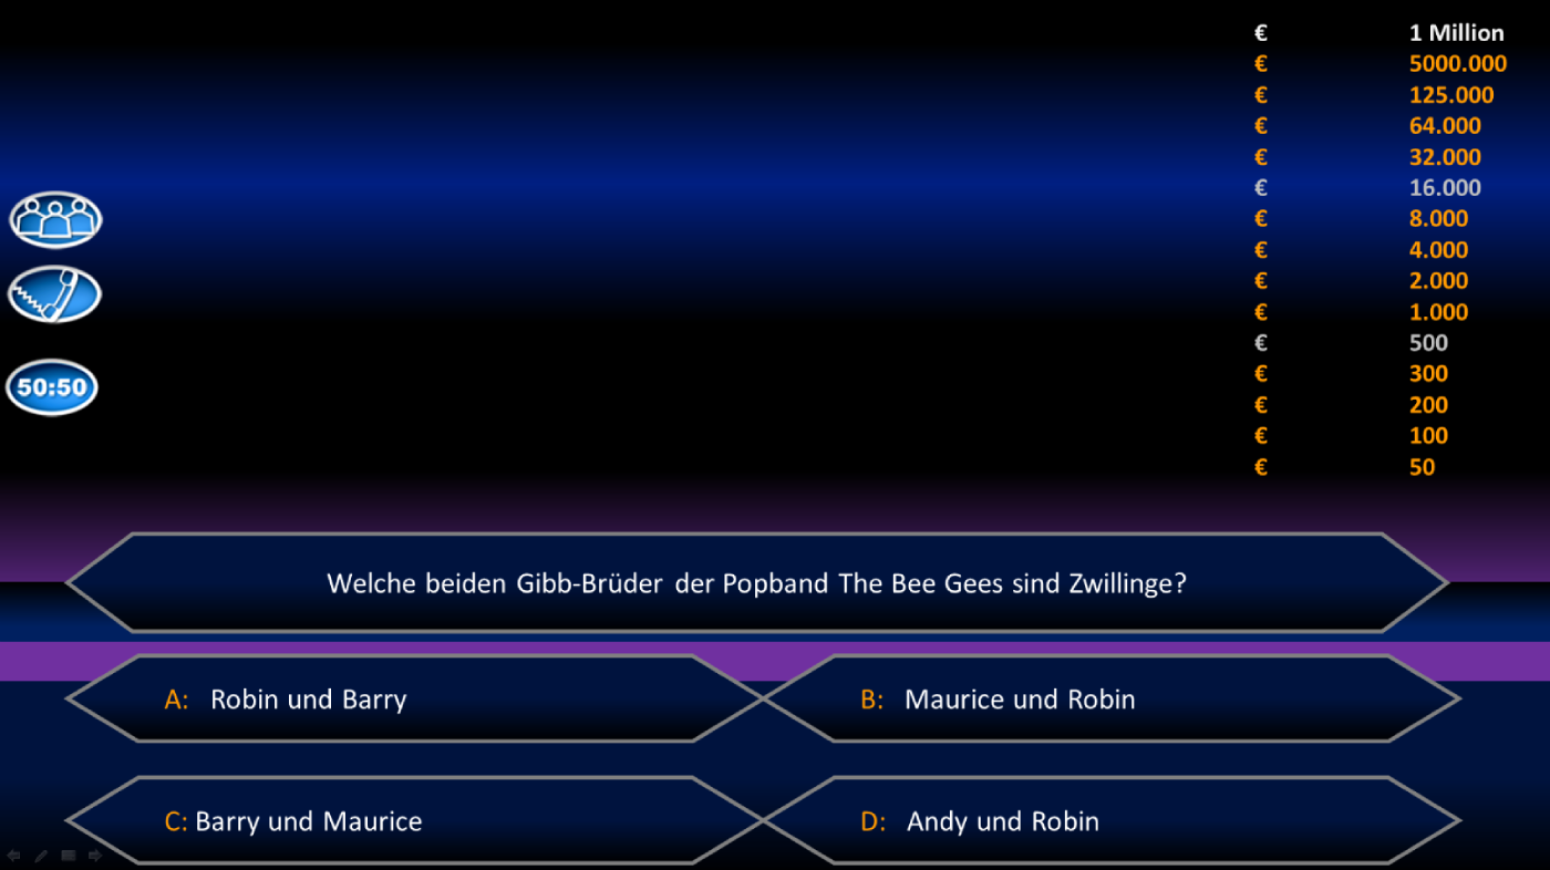 € 1 Million
€ 5000.000
€ 125.000
€ 64.000
€ 32.000
€ 16.000
€ 8.000
€ 4.000
€ 2.000
€ 1.000
€ 500
€ 300
€ 200
€ 100
€ 50
50:50
Welche beiden Gibb-Brüder der Popband The Bee Gees sind Zwillinge?
A: Robin und Barry
B: Maurice und Robin
C: Barry und Maurice
D: Andy und Robin